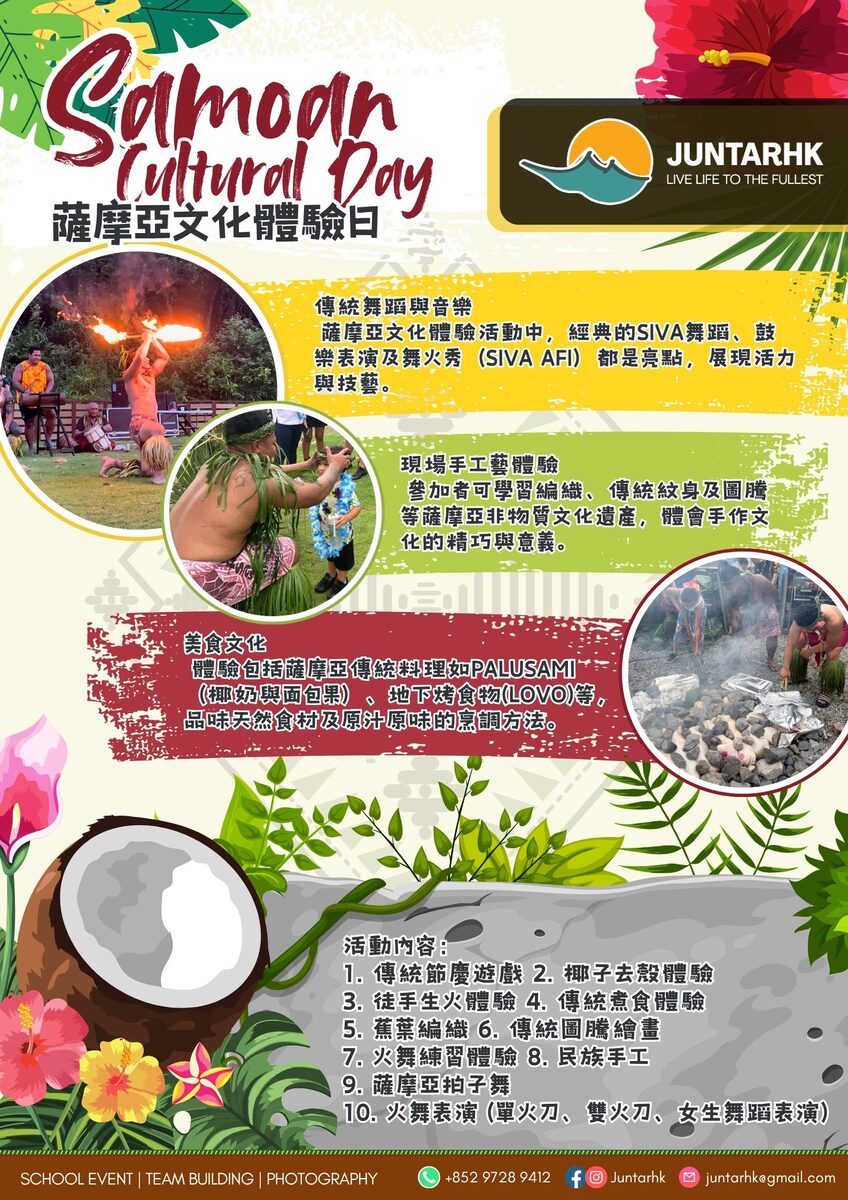 Samoan
Cultural Day
薩摩亞文化體驗日
JUNTARHK
LIVE LIFE TO THE FULLEST
傳統舞蹈與音樂
薩摩亞文化體驗活動中，經典的SIVA舞蹈、鼓
樂表演及舞火秀（SIVA AFI）都是亮點，展現活力
與技藝。
現場手工藝體驗
參加者可學習編織、傳統紋身及圖騰
等薩摩亞非物質文化遺產，體會手作文
化的精巧與意義。
美食文化
體驗包括薩摩亞傳統料理如PALUSAMI
（椰奶與面包果）、地下烤食物(LOVO)等，
品味天然食材及原汁原味的烹調方法。
活動內容：
1. 傳統節慶遊戲 2. 椰子去殼體驗
3. 徒手生火體驗 4. 傳統煮食體驗
5. 蕉葉編織 6. 傳統圖騰繪畫
7. 火舞練習體驗 8. 民族手工
9. 薩摩亞拍子舞
10. 火舞表演 (單火刀、雙火刀、女生舞蹈表演)
SCHOOL EVENT | TEAM BUILDING | PHOTOGRAPHY +852 9728 9412 Juntarhk juntarhk@gmail.com